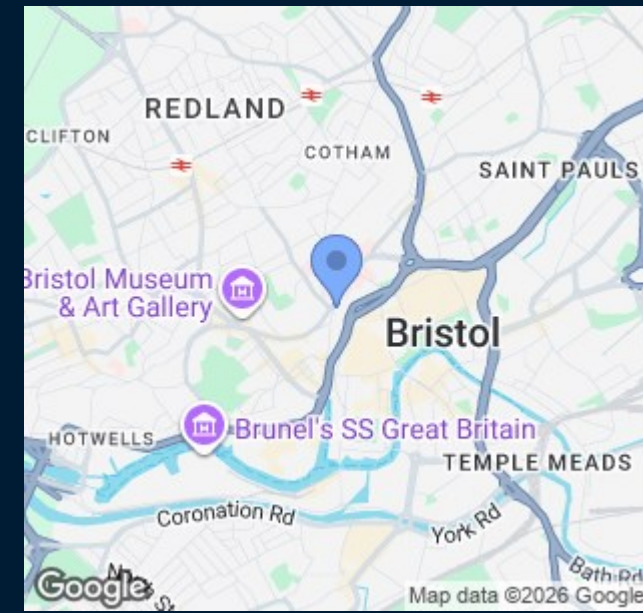 REDLAND
CLIFTON
COTHAM
SAINT PAULS
Bristol Museum
& Art Gallery
Bristol
Brunel's SS Great Britain
HOTWELLS
TEMPLE MEADS
Coronation Rd
York Rd
Bath Rd
Google
Map data ©2026 Google